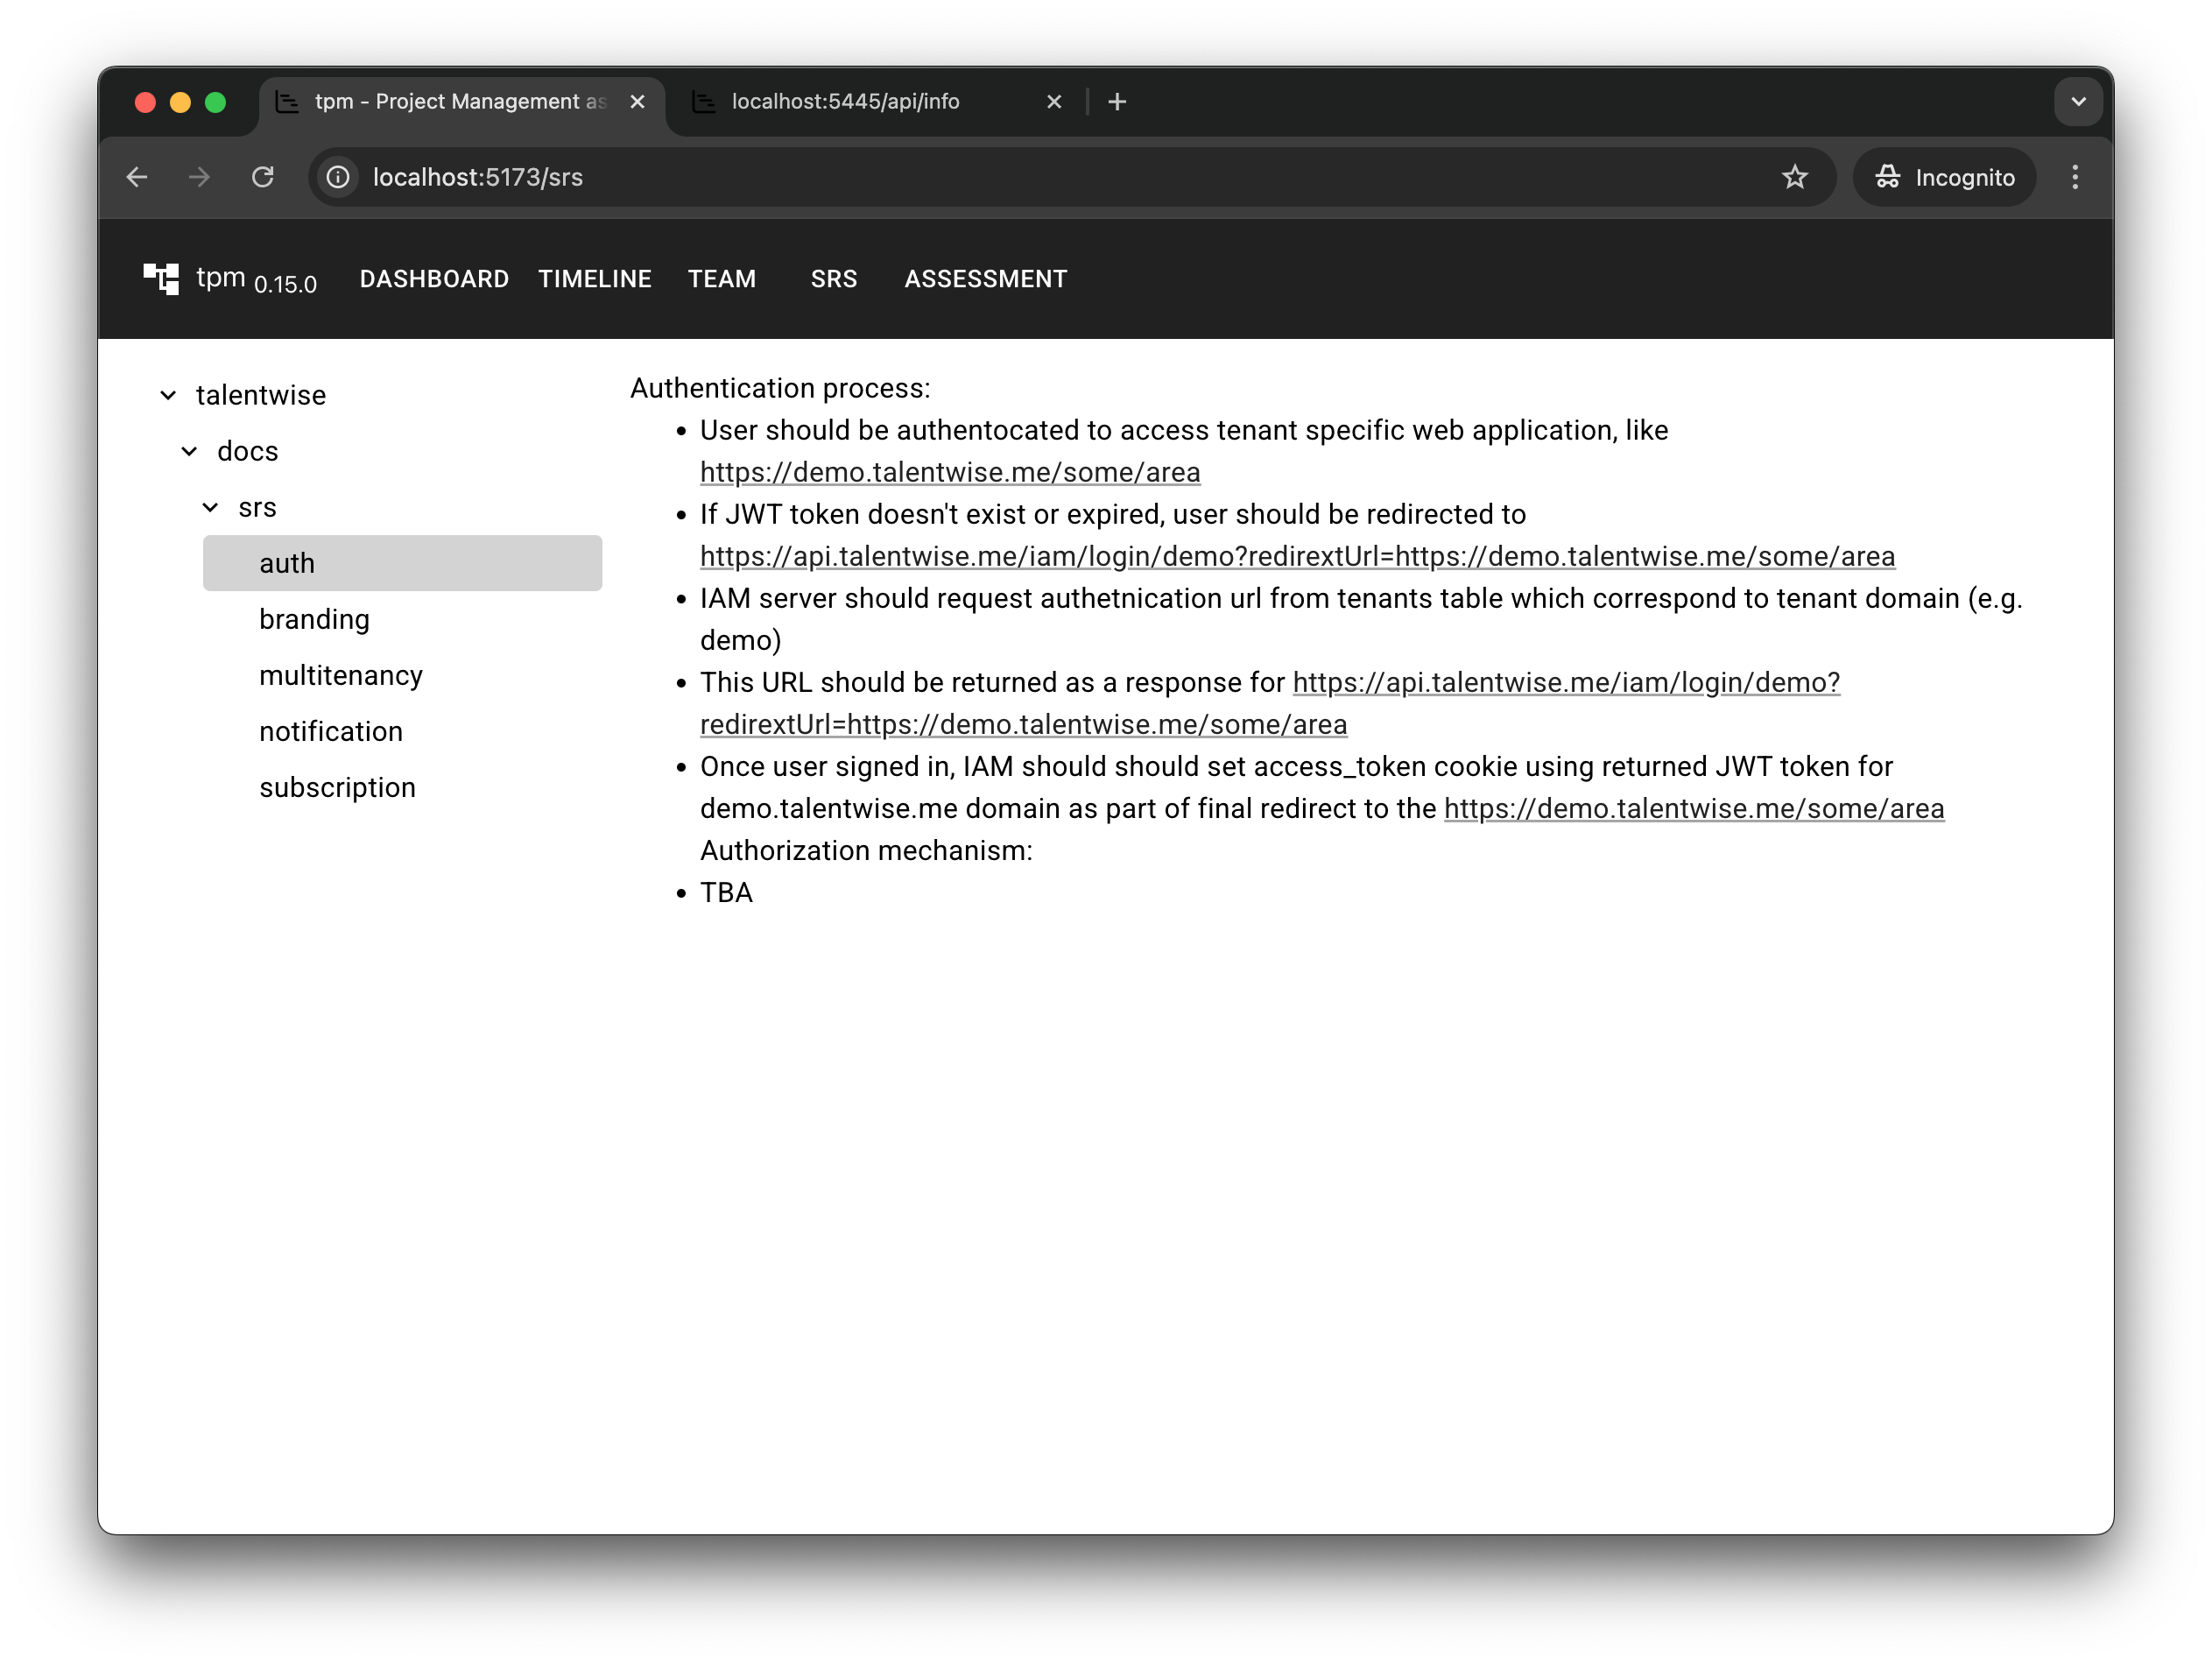 tpm - Project Management as
localhost:5445/api/info
localhost:5173/srs
Incognito
tpm 0.15.0
DASHBOARD
TIMELINE
TEAM
SRS
ASSESSMENT
talentwise
docs
srs
auth
branding
multitenancy
notification
subscription
Authentication process:
User should be authentocated to access tenant specific web application, like
https://demo.talentwise.me/some/area
If JWT token doesn't exist or expired, user should be redirected to
https://api.talentwise.me/iam/login/demo?redirextUrl=https://demo.talentwise.me/some/area
IAM server should request authetnication url from tenants table which correspond to tenant domain (e.g.
demo)
This URL should be returned as a response for https://api.talentwise.me/iam/login/demo?
redirextUrl=https://demo.talentwise.me/some/area
Once user signed in, IAM should should set access_token cookie using returned JWT token for
demo.talentwise.me domain as part of final redirect to the https://demo.talentwise.me/some/area
Authorization mechanism:
TBA